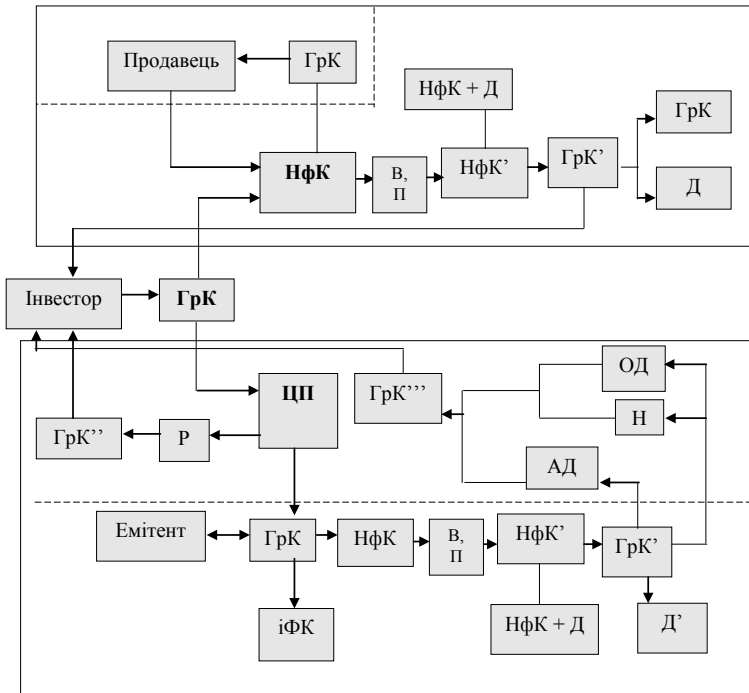 Продавець
ГрК
НфК + Д
ГрК
НфК
В,
П
НфК’
ГрК’
Д
Інвестор
ГрК
ЦП
ГрК’’’
ОД
Н
ГрК’’
Р
АД
Емітент
ГрК
НфК
В,
П
НфК’
ГрК’
іФК
НфК + Д
Д’